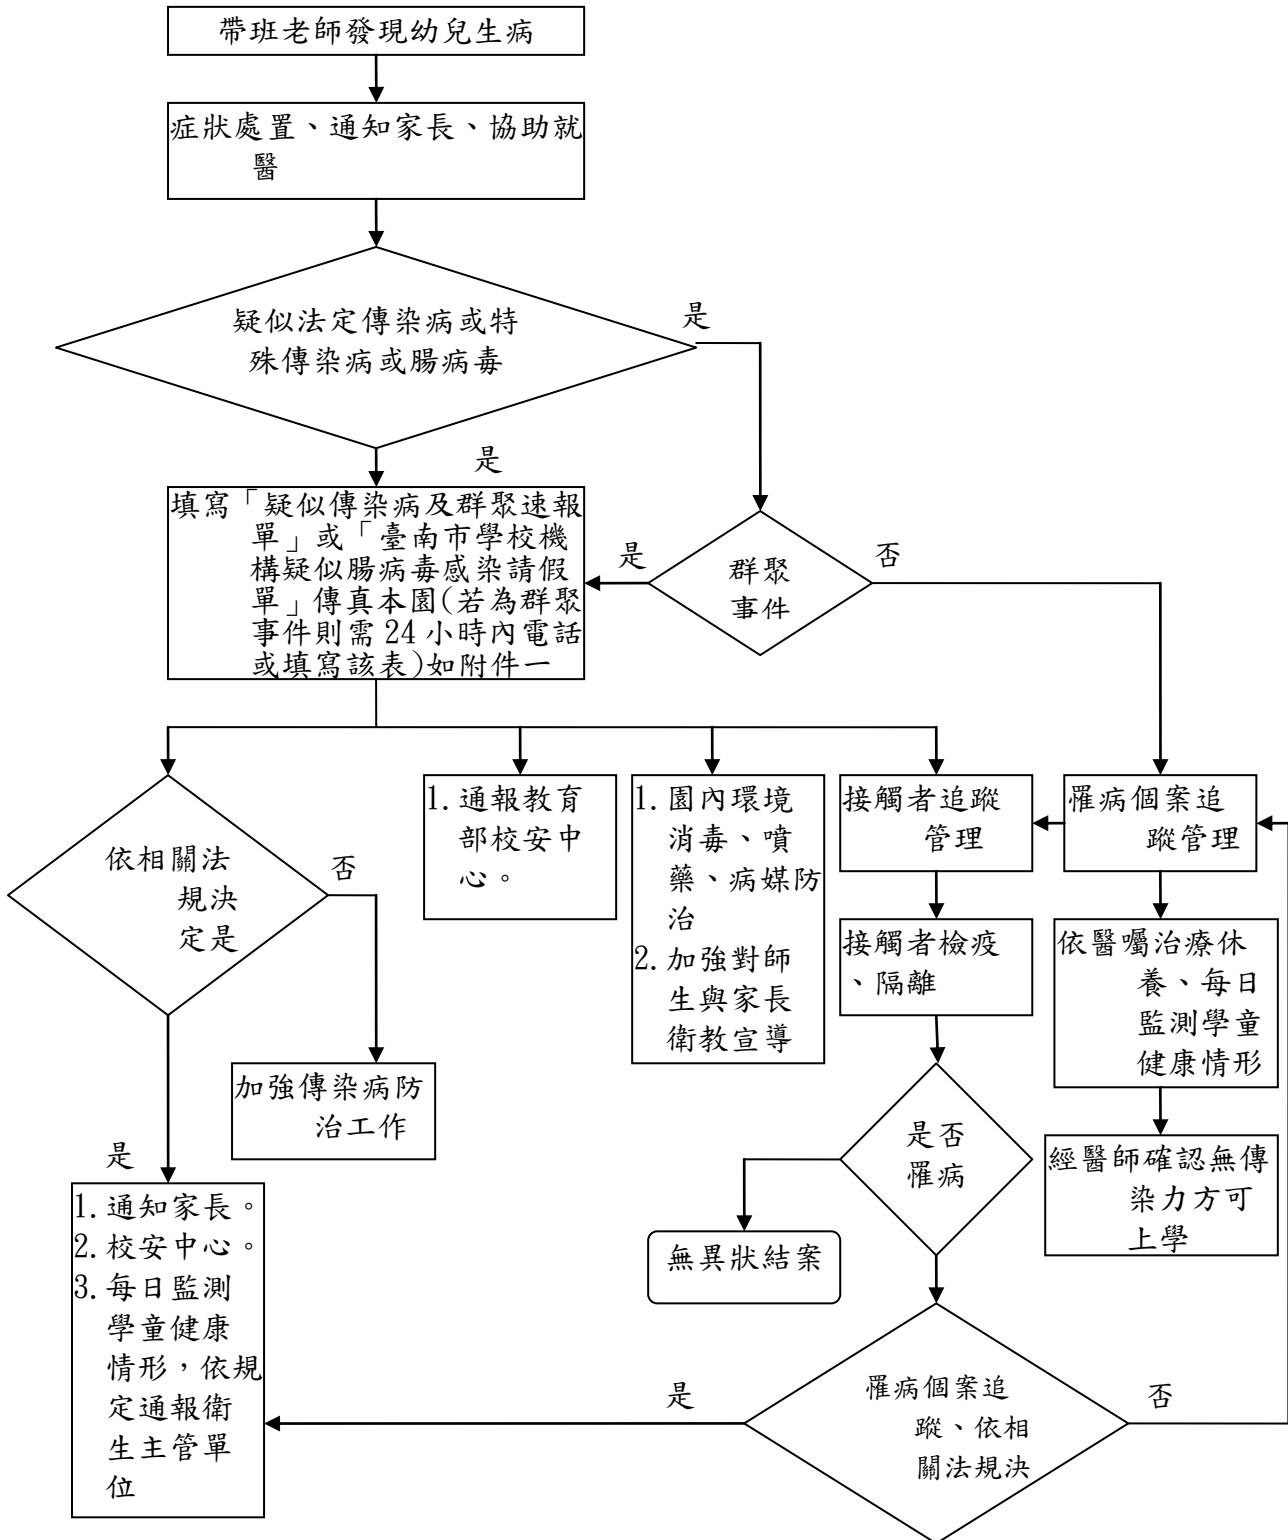 帶班老師發現幼兒生病
症狀處置、通知家長、協助就
醫
疑似法定傳染病或特
殊傳染病或腸病毒
是
是
填寫「疑似傳染病及群聚速報
單」或「臺南市學校機
構疑似腸病毒感染請假
單」傳真本園(若為群聚
事件則需24小時內電話
或填寫該表)如附件一
是
群聚
事件
否
依相關法
規決
定是
否
1.通報教育
部校安中
心。
1.園內環境
消毒、噴
藥、病媒防
治
2.加強對師
生與家長
衛教宣導
接觸者追蹤
管理
罹病個案追
蹤管理
接觸者檢疫
、隔離
依醫囑治療休
養、每日
監測學童
健康情形
加強傳染病防
治工作
是
是否
罹病
經醫師確認無傳
染力方可
上學
1.通知家長。
2.校安中心。
3.每日監測
學童健康
情形，依規
定通報衛
生主管單
位
無異狀結案
是
罹病個案追
蹤、依相
關法規決
否